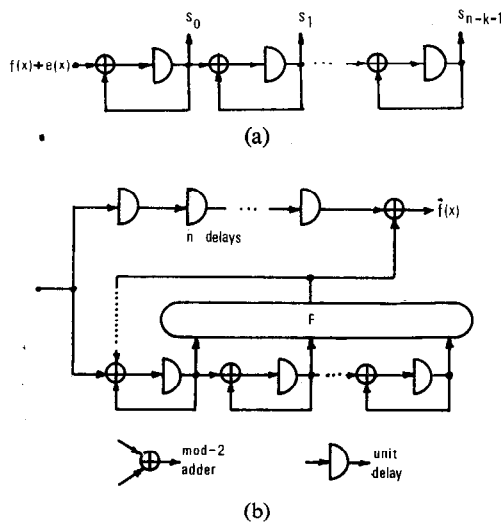 S0 S1 Sn-k-1
f(x)+e(x)
...
(a)
...
n delays
f̂(x)
F
...
mod-2
adder
unit
delay
(b)